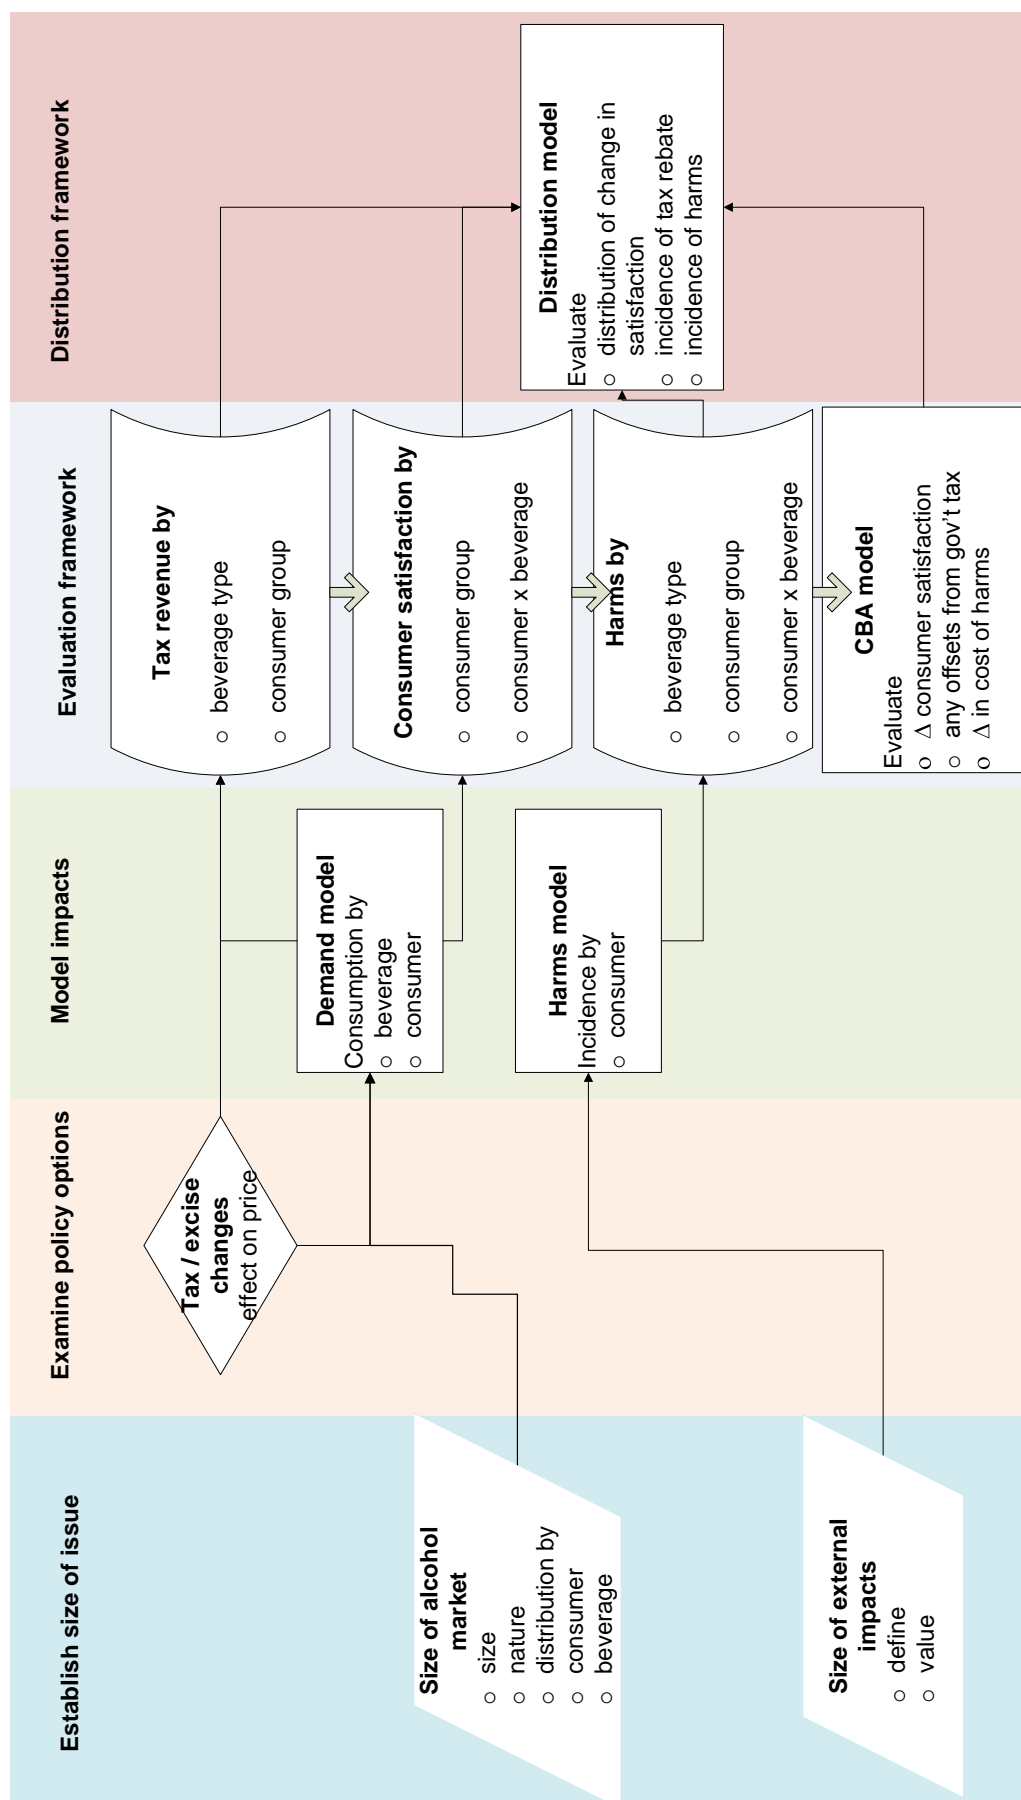 Establish size of issue
Size of alcohol
market
○ size
○ nature
○ distribution by
○ consumer
○ beverage
Size of external
impacts
○ define
○ value
Examine policy options
Tax / excise
changes
effect on price
Model impacts
Demand model
Consumption by
○ beverage
○ consumer
Harms model
Incidence by
○ consumer
Evaluation framework
Tax revenue by
○ beverage type
○ consumer group
Consumer satisfaction by
○ consumer group
○ consumer x beverage
Harms by
○ beverage type
○ consumer group
○ consumer x beverage
CBA model
Evaluate
○ Δ consumer satisfaction
○ any offsets from gov't tax
○ Δ in cost of harms
Distribution framework
Distribution model
Evaluate
○ distribution of change in
satisfaction
○ incidence of tax rebate
○ incidence of harms